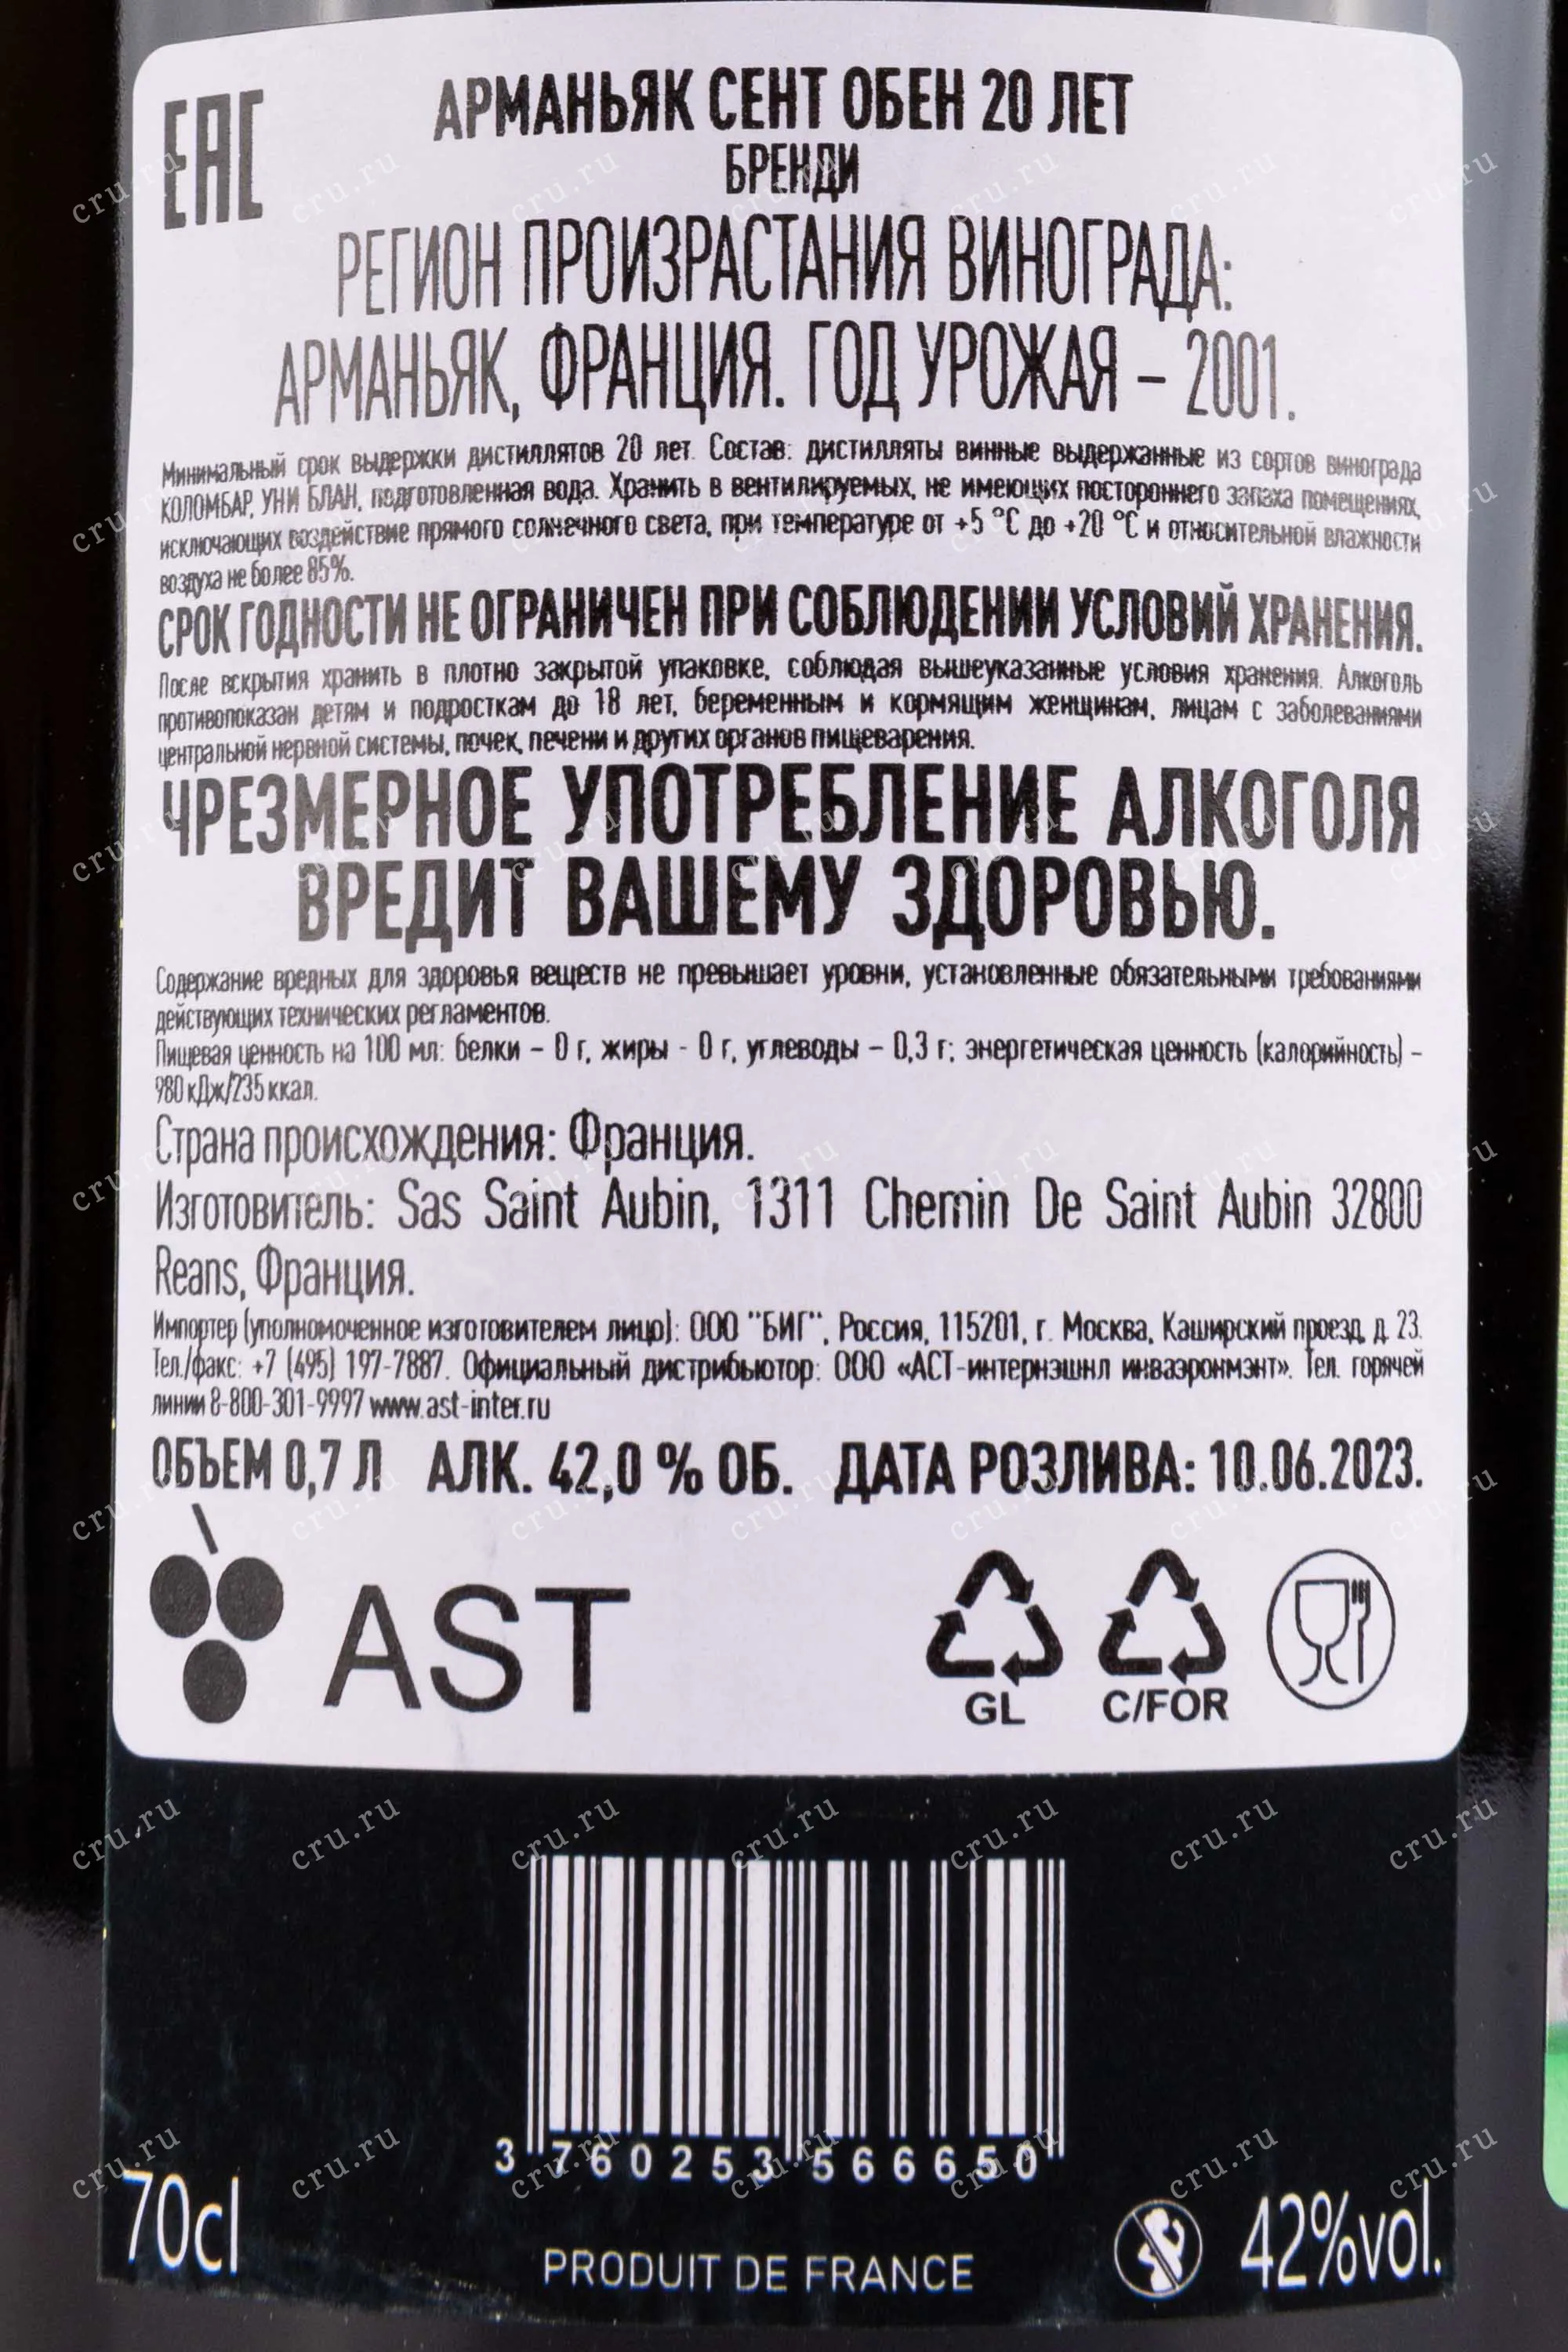 ЕАС
АРМАНЬЯК СЕНТ ОБЕН 20 ЛЕТ
БРЕНДИ
РЕГИОН ПРОИЗРАСТАНИЯ ВИНОГРАДА:
АРМАНЬЯК, ФРАНЦИЯ. ГОД УРОЖАЯ – 2001.
Минимальный срок выдержки дистиллятов 20 лет. Состав: дистилляты винные выдержанные из сортов винограда
КОЛОМБАР, УНИ БЛАН, подготовленная вода. Хранить в вентилируемых, не имеющих постороннего запаха помещениях,
исключающих воздействие прямого солнечного света, при температуре от +5 °С до +20 °С и относительной влажности
воздуха не более 85%.
СРОК ГОДНОСТИ НЕ ОГРАНИЧЕН ПРИ СОБЛЮДЕНИИ УСЛОВИЙ ХРАНЕНИЯ.
После вскрытия хранить в плотно закрытой упаковке, соблюдая вышеуказанные условия хранения. Алкоголь
противопоказан детям и подросткам до 18 лет, беременным и кормящим женщинам, лицам с заболеваниями
центральной нервной системы, почек, печени и других органов пищеварения.
ЧРЕЗМЕРНОЕ УПОТРЕБЛЕНИЕ АЛКОГОЛЯ
ВРЕДИТ ВАШЕМУ ЗДОРОВЬЮ.
Содержание вредных для здоровья веществ не превышает уровни, установленные обязательными требованиями
действующих технических регламентов.
Пищевая ценность на 100 мл: белки – 0 г, жиры - 0 г, углеводы – 0,3 г; энергетическая ценность (калорийность) –
980 кДж/235 ккал.
Страна происхождения: Франция.
Изготовитель: Sas Saint Aubin, 1311 Chemin De Saint Aubin 32800
Reans, Франция.
Импортер (уполномоченное изготовителем лицо): ООО "БИГ", Россия, 115201, г. Москва, Каширский проезд, д. 23.
Тел./факс: +7 (495) 197-7887. Официальный дистрибьютор: ООО «АСТ-интернэшнл инваэронмэнт». Тел. горячей
линии 8-800-301-9997 www.ast-inter.ru
ОБЪЕМ 0,7 Л АЛК. 42,0 % ОБ. ДАТА РОЗЛИВА: 10.06.2023.
AST
GL C/FOR
3 760253 566650
70cl
PRODUIT DE FRANCE
42%vol.
cru.ru